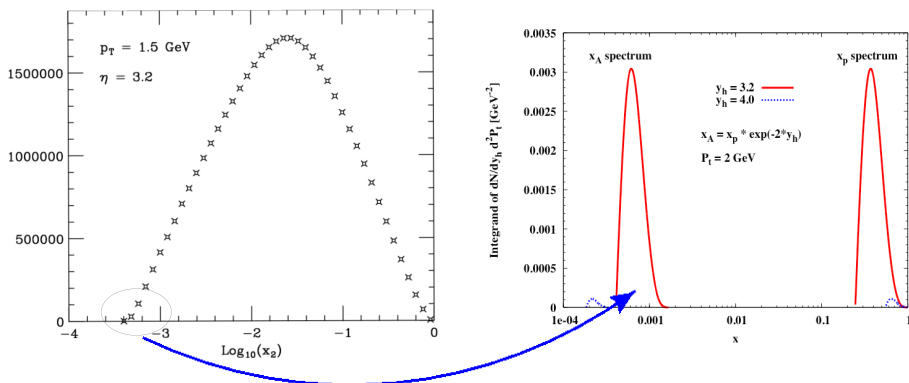 p_T = 1.5 GeV
η = 3.2
1500000
1000000
500000
0
−4
−3
−2
−1
0
Log₁₀(x₂)
Integrand of dN/dy_h d²P_t [GeV⁻²]
0.0035
0.003
0.0025
0.002
0.0015
0.001
0.0005
0
x_A spectrum
x_p spectrum
y_h = 3.2
y_h = 4.0
x_A = x_p * exp(-2*y_h)
P_t = 2 GeV
1e-04
0.001
0.01
0.1
1
x